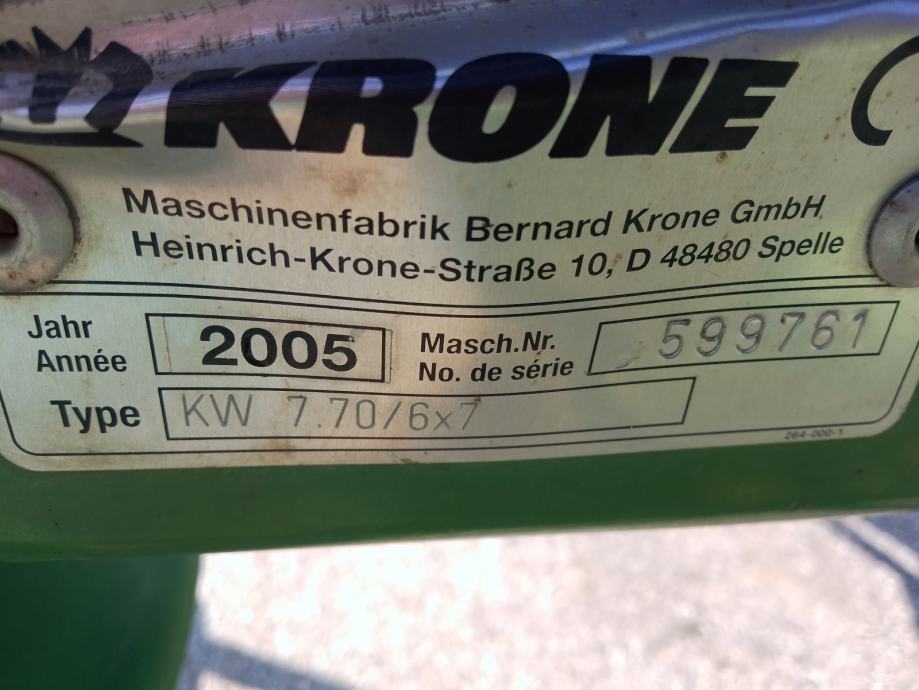 KRONE
Maschinenfabrik Bernard Krone GmbH
Heinrich-Krone-Straße 10, D 48480 Spelle
Jahr
Année
2005
Masch.Nr.
No. de série
599761
Type
KW 7.70/6x7
264-000-1